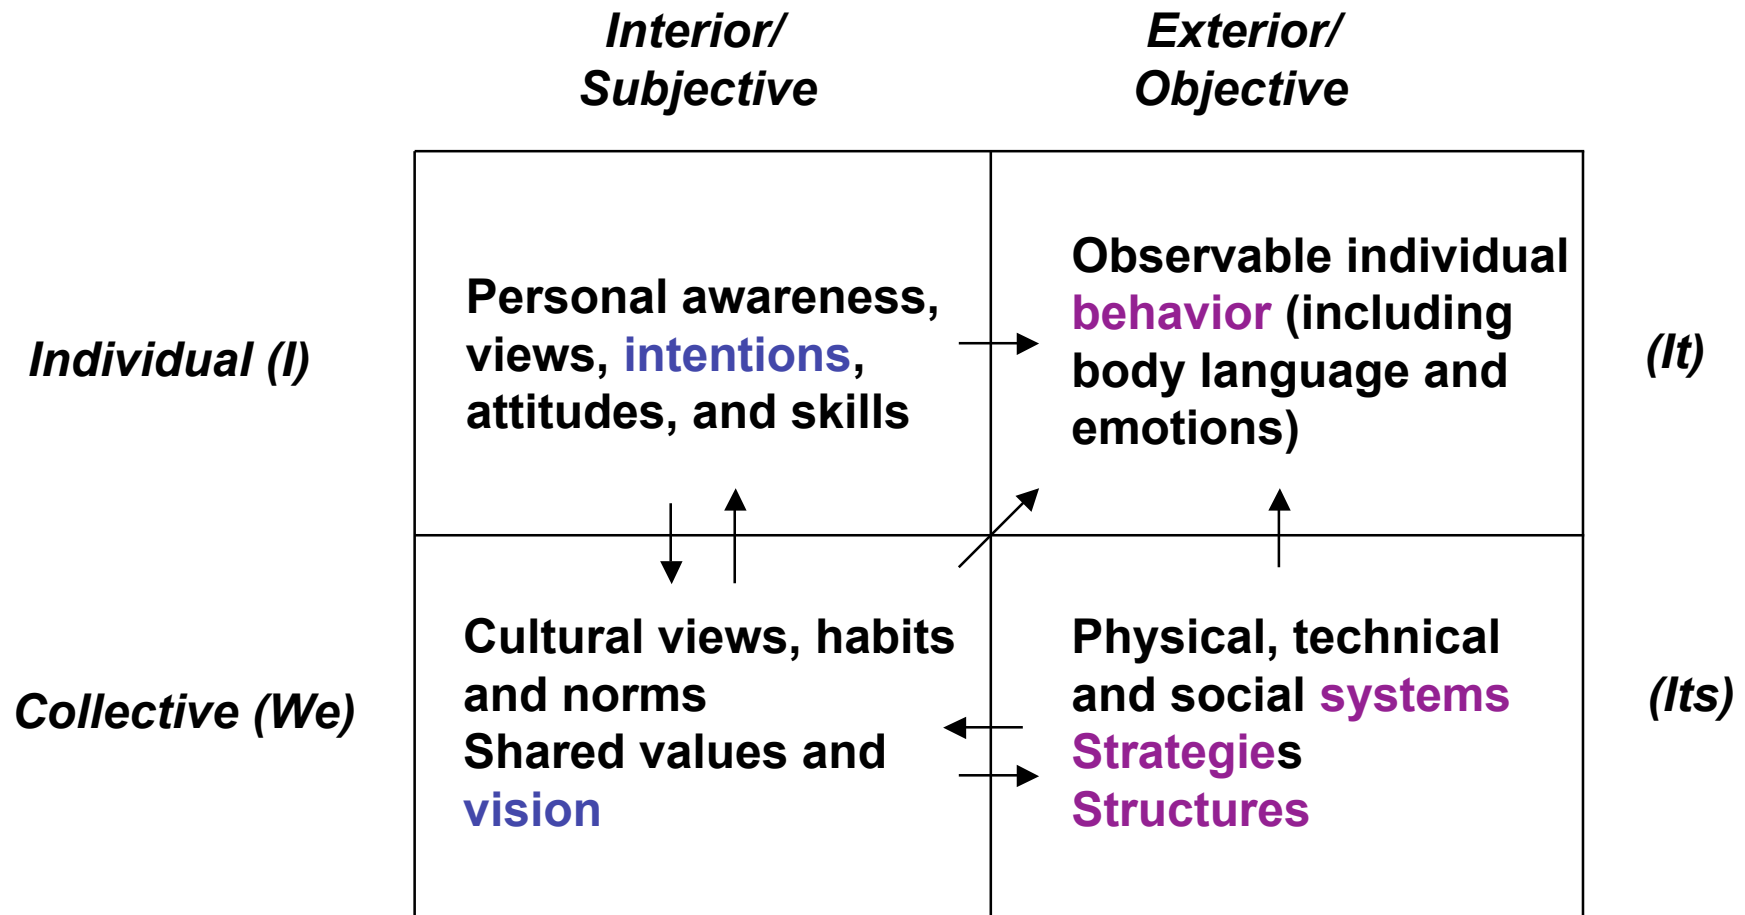 Interior/
Subjective
Exterior/
Objective
Individual (I)
Personal awareness,
views, intentions,
attitudes, and skills
Observable individual
behavior (including
body language and
emotions)
(It)
Collective (We)
Cultural views, habits
and norms
Shared values and
vision
Physical, technical
and social systems
Strategies
Structures
(Its)